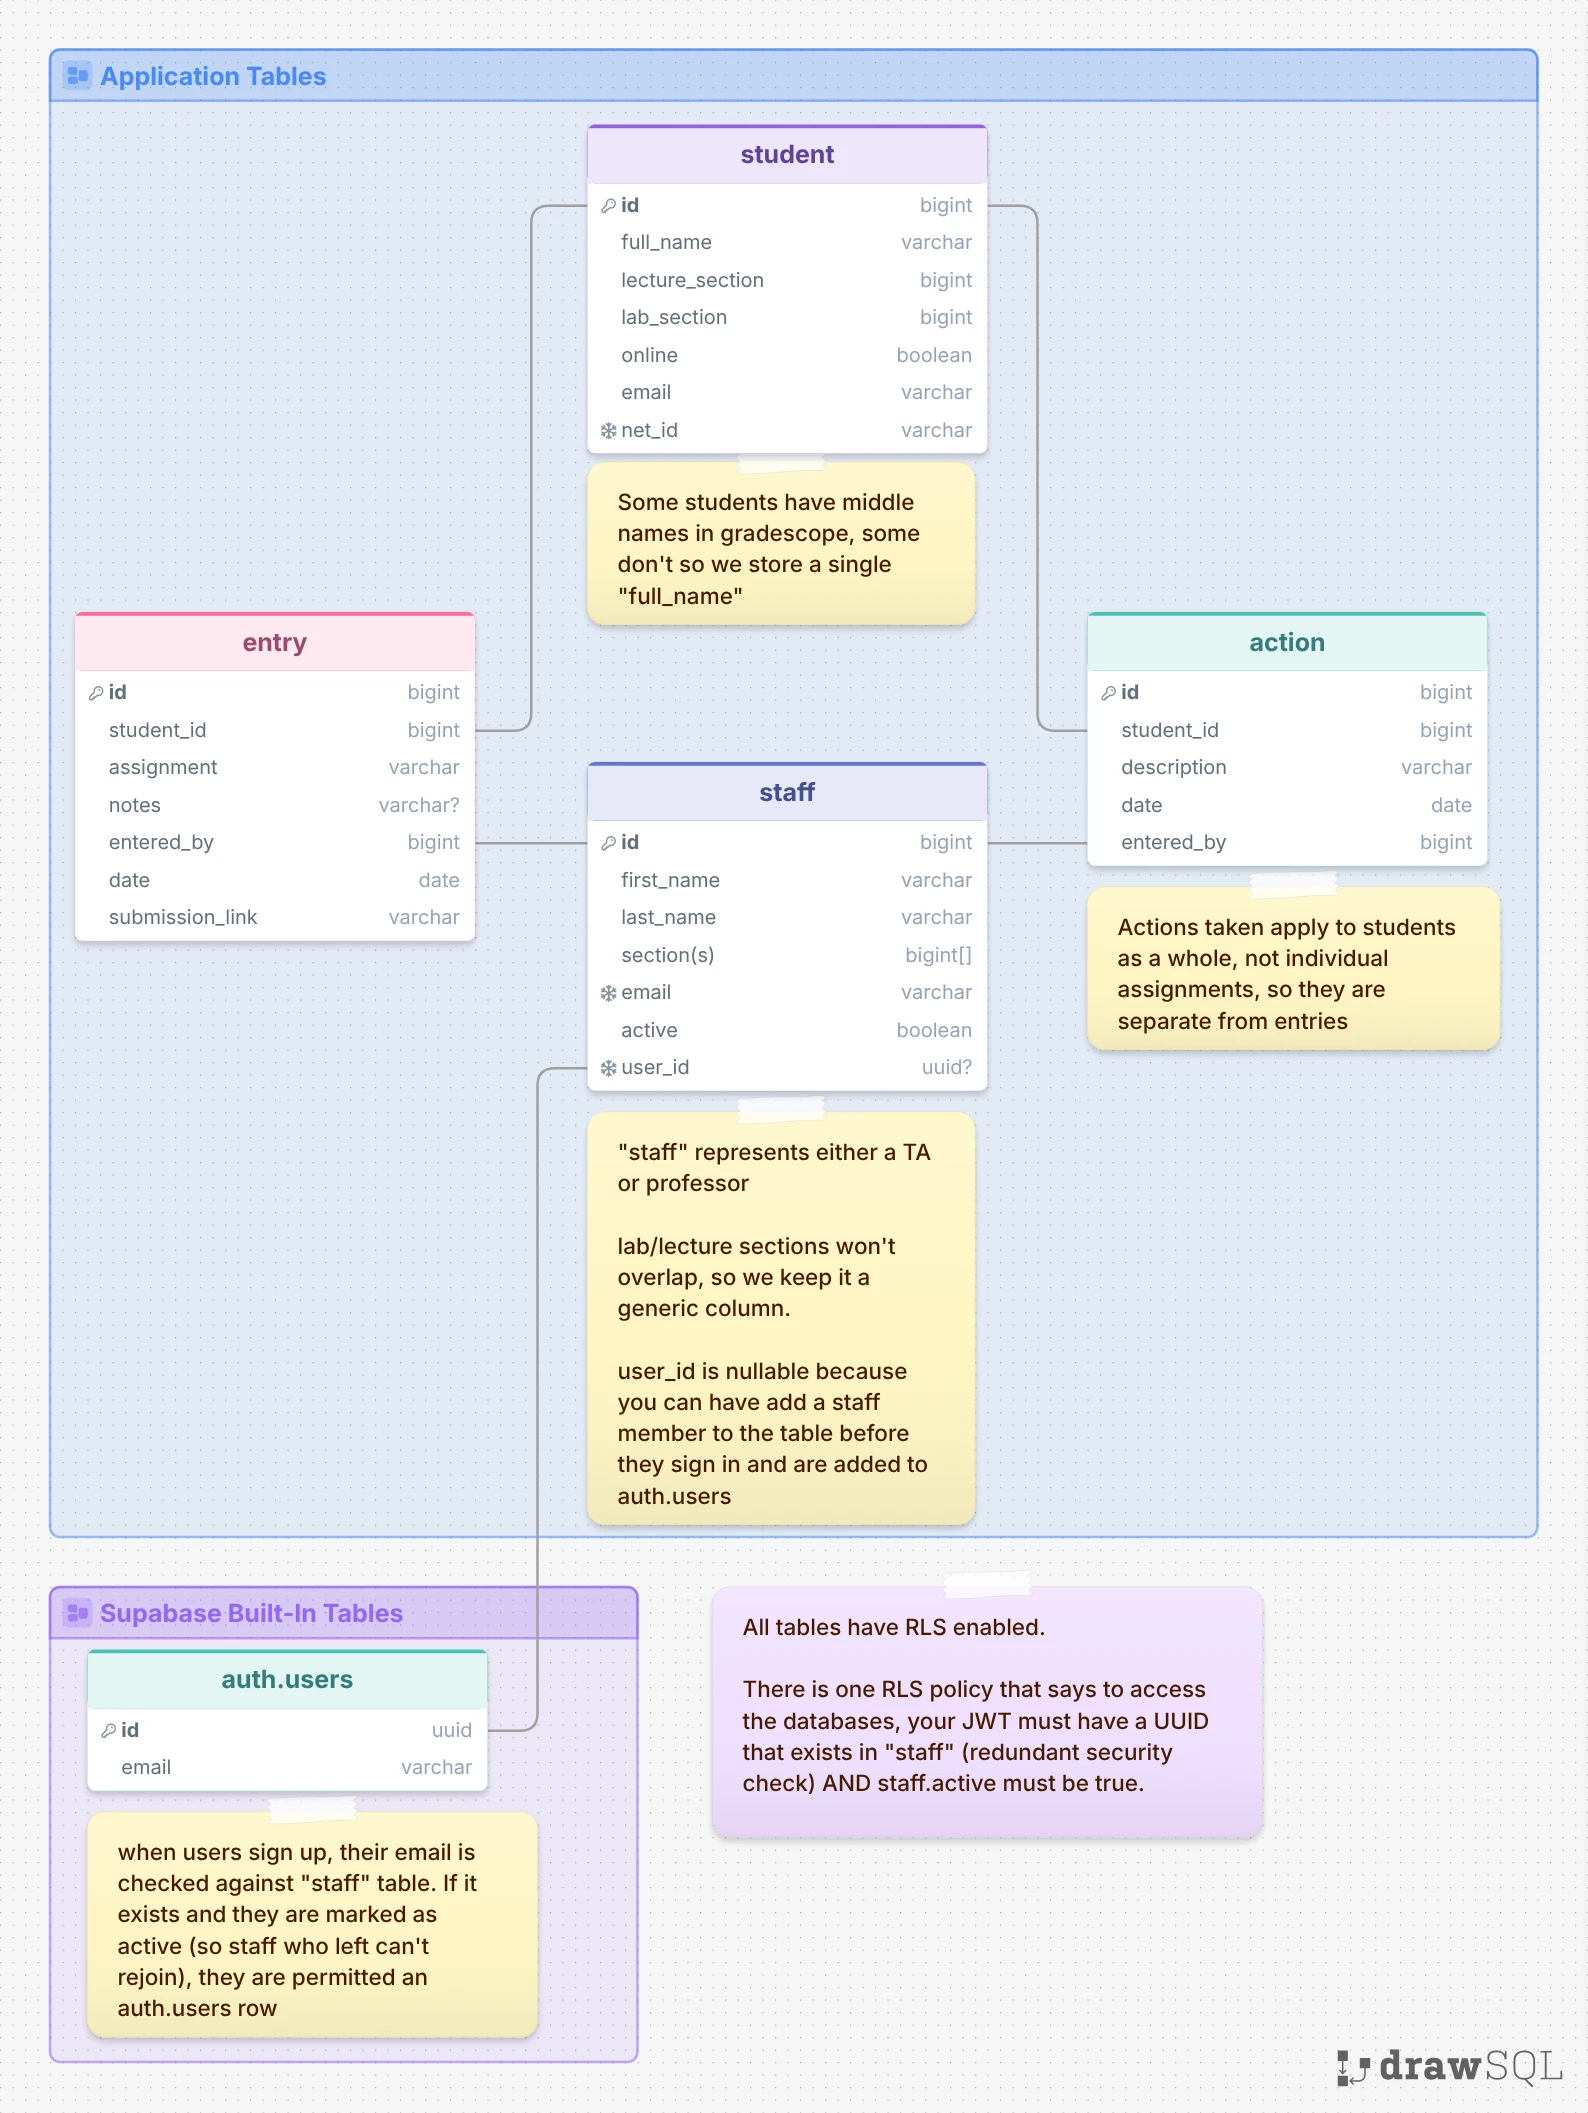 Application Tables
student
id bigint
full_name varchar
lecture_section bigint
lab_section bigint
online boolean
email varchar
net_id varchar
Some students have middle
names in gradescope, some
don't so we store a single
"full_name"
entry
id bigint
student_id bigint
assignment varchar
notes varchar?
entered_by bigint
date date
submission_link varchar
staff
id bigint
first_name varchar
last_name varchar
section(s) bigint[]
email varchar
active boolean
user_id uuid?
action
id bigint
student_id bigint
description varchar
date date
entered_by bigint
Actions taken apply to students
as a whole, not individual
assignments, so they are
separate from entries
"staff" represents either a TA
or professor
lab/lecture sections won't
overlap, so we keep it a
generic column.
user_id is nullable because
you can have add a staff
member to the table before
they sign in and are added to
auth.users
Supabase Built-In Tables
auth.users
id uuid
email varchar
when users sign up, their email is
checked against "staff" table. If it
exists and they are marked as
active (so staff who left can't
rejoin), they are permitted an
auth.users row
All tables have RLS enabled.
There is one RLS policy that says to access
the databases, your JWT must have a UUID
that exists in "staff" (redundant security
check) AND staff.active must be true.
drawSQL